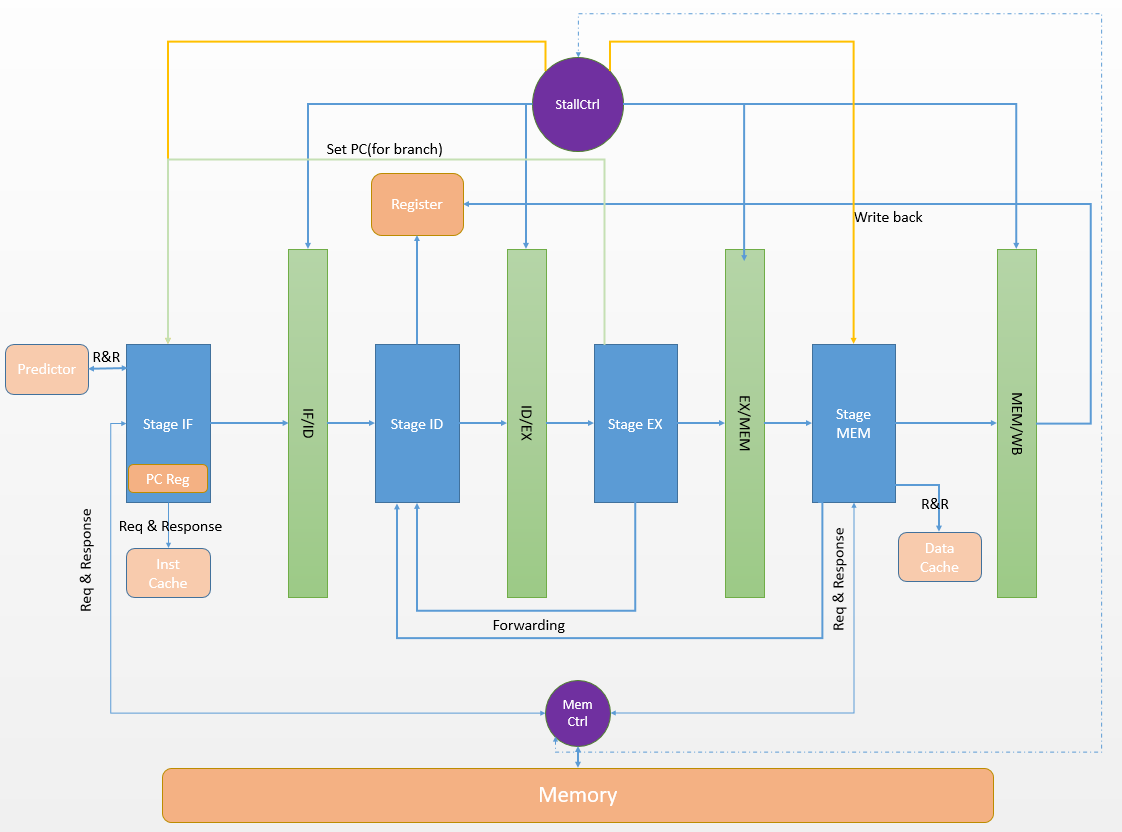 StallCtrl
Set PC(for branch)
Register
Write back
Predictor
R&R
Stage IF
PC Reg
IF/ID
Stage ID
ID/EX
Stage EX
EX/MEM
Stage
MEM
MEM/WB
R&R
Req & Response
Inst
Cache
Data
Cache
Req & Response
Req & Response
Forwarding
Mem
Ctrl
Memory